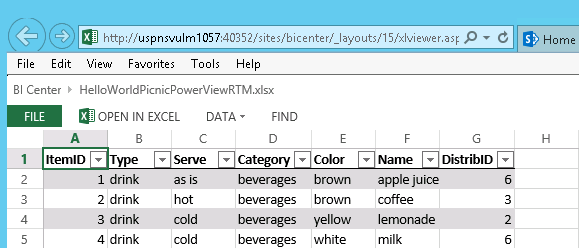 http://uspnsvulm1057:40352/sites/bicenter/_layouts/15/xlviewer.asp Home
File Edit View Favorites Tools Help
BI Center HelloWorldPicnicPowerViewRTM.xlsx
FILE OPEN IN EXCEL DATA FIND
A B C D E F G H
1 ItemID Type Serve Category Color Name DistribID
2 1 drink as is beverages brown apple juice 6
3 2 drink hot beverages brown coffee 3
4 3 drink cold beverages yellow lemonade 2
5 4 drink cold beverages white milk 6